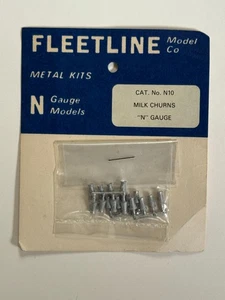 FLEETLINE Model Co
METAL KITS
N Gauge Models
CAT. No. N10
MILK CHURNS
"N" GAUGE